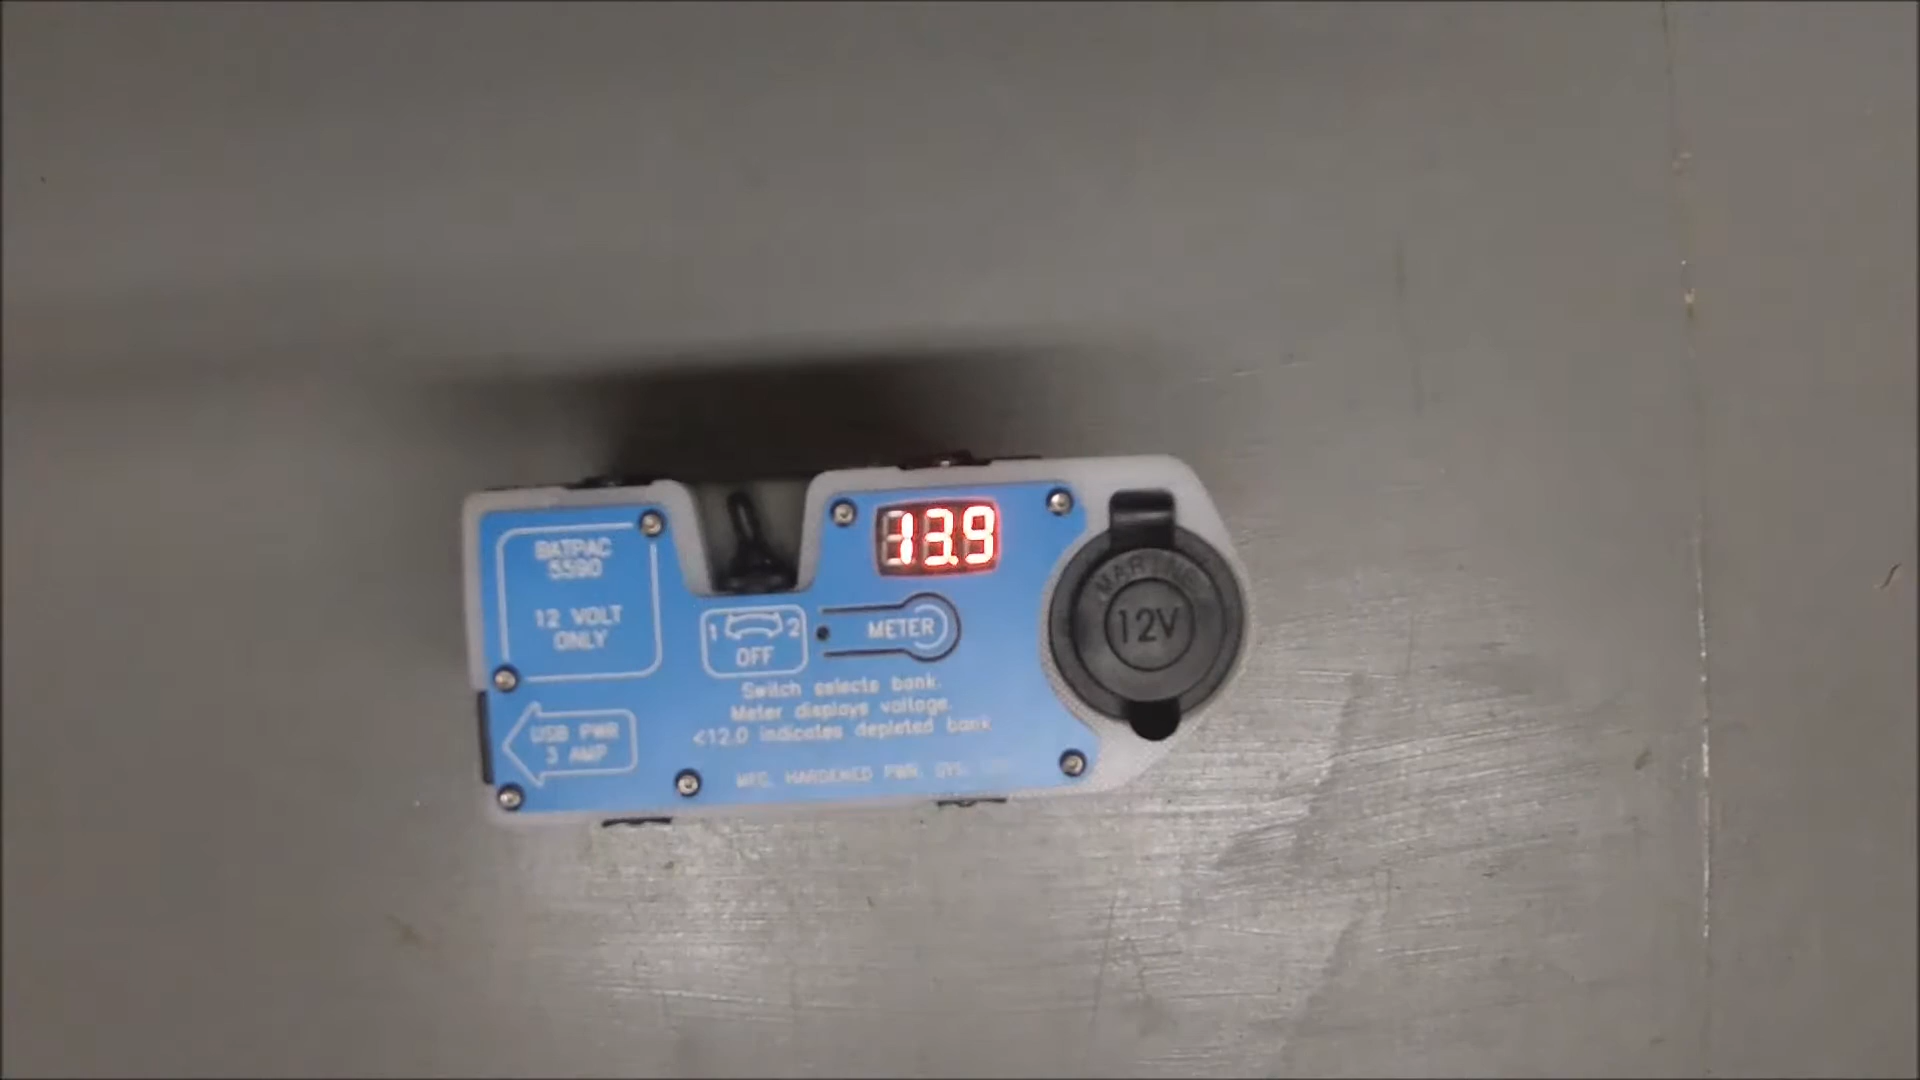 BATPAC
5590
12 VOLT
ONLY
13.9
MARINE
12V
1 2
OFF
METER
Switch selects bank.
Meter displays voltage.
<12.0 indicates depleted bank
USB PWR
3 AMP
MFG. HARDENED PWR. SYS.